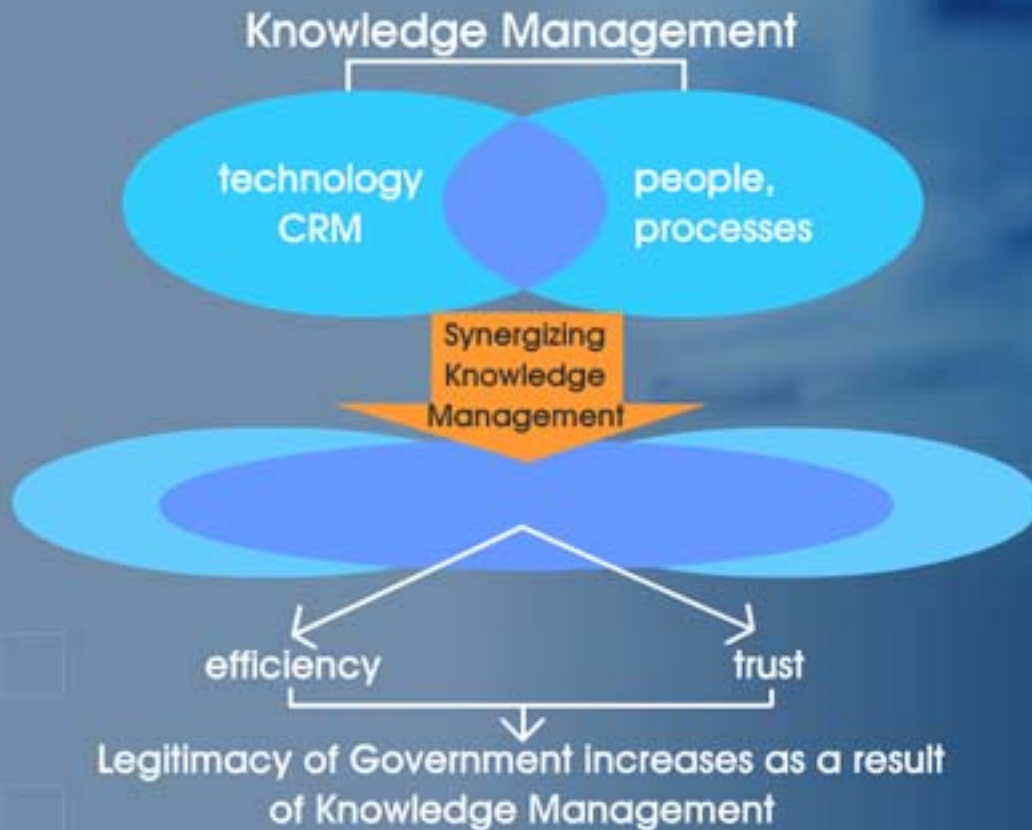 Knowledge Management
technology
CRM
people,
processes
Synergizing
Knowledge
Management
efficiency
trust
Legitimacy of Government increases as a result
of Knowledge Management